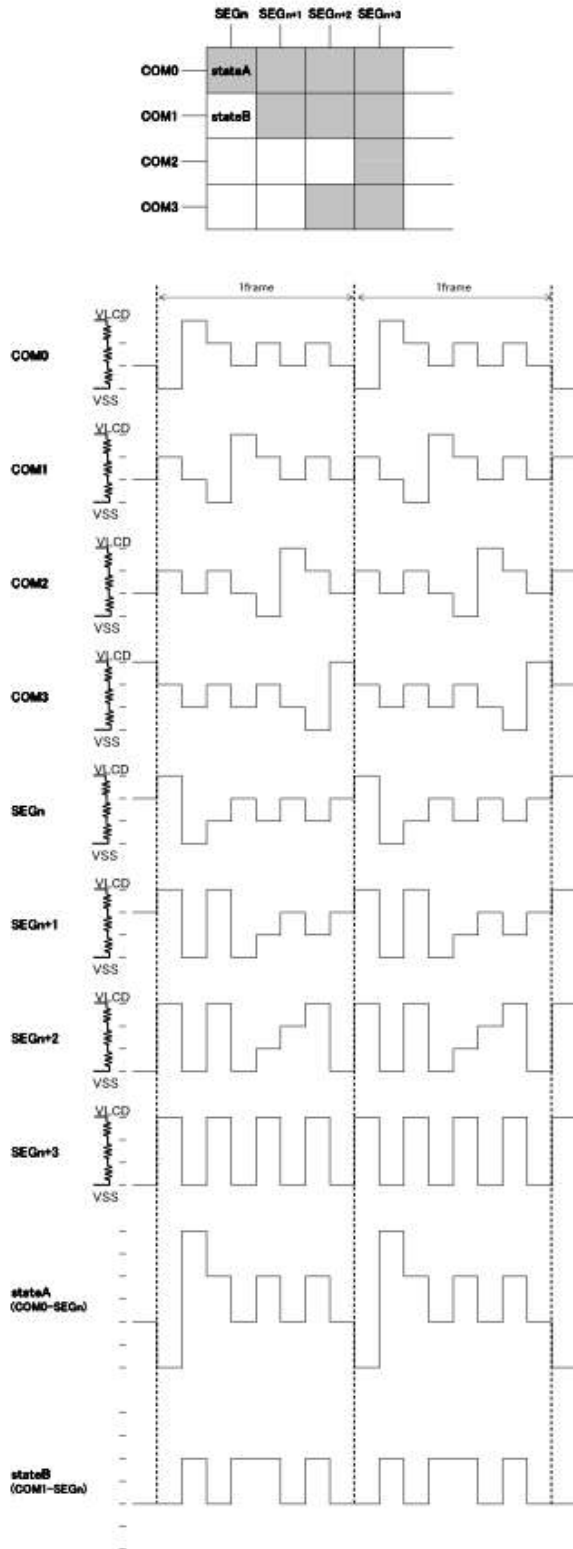 SEGn SEGn+1 SEGn+2 SEGn+3
COM0 stateA
COM1 stateB
COM2
COM3
1frame 1frame
VLCD
COM0
VSS
VLCD
COM1
VSS
VLCD
COM2
VSS
VLCD
COM3
VSS
VLCD
SEGn
VSS
VLCD
SEGn+1
VSS
VLCD
SEGn+2
VSS
VLCD
SEGn+3
VSS
stateA
(COM0-SEGn)
stateB
(COM1-SEGn)